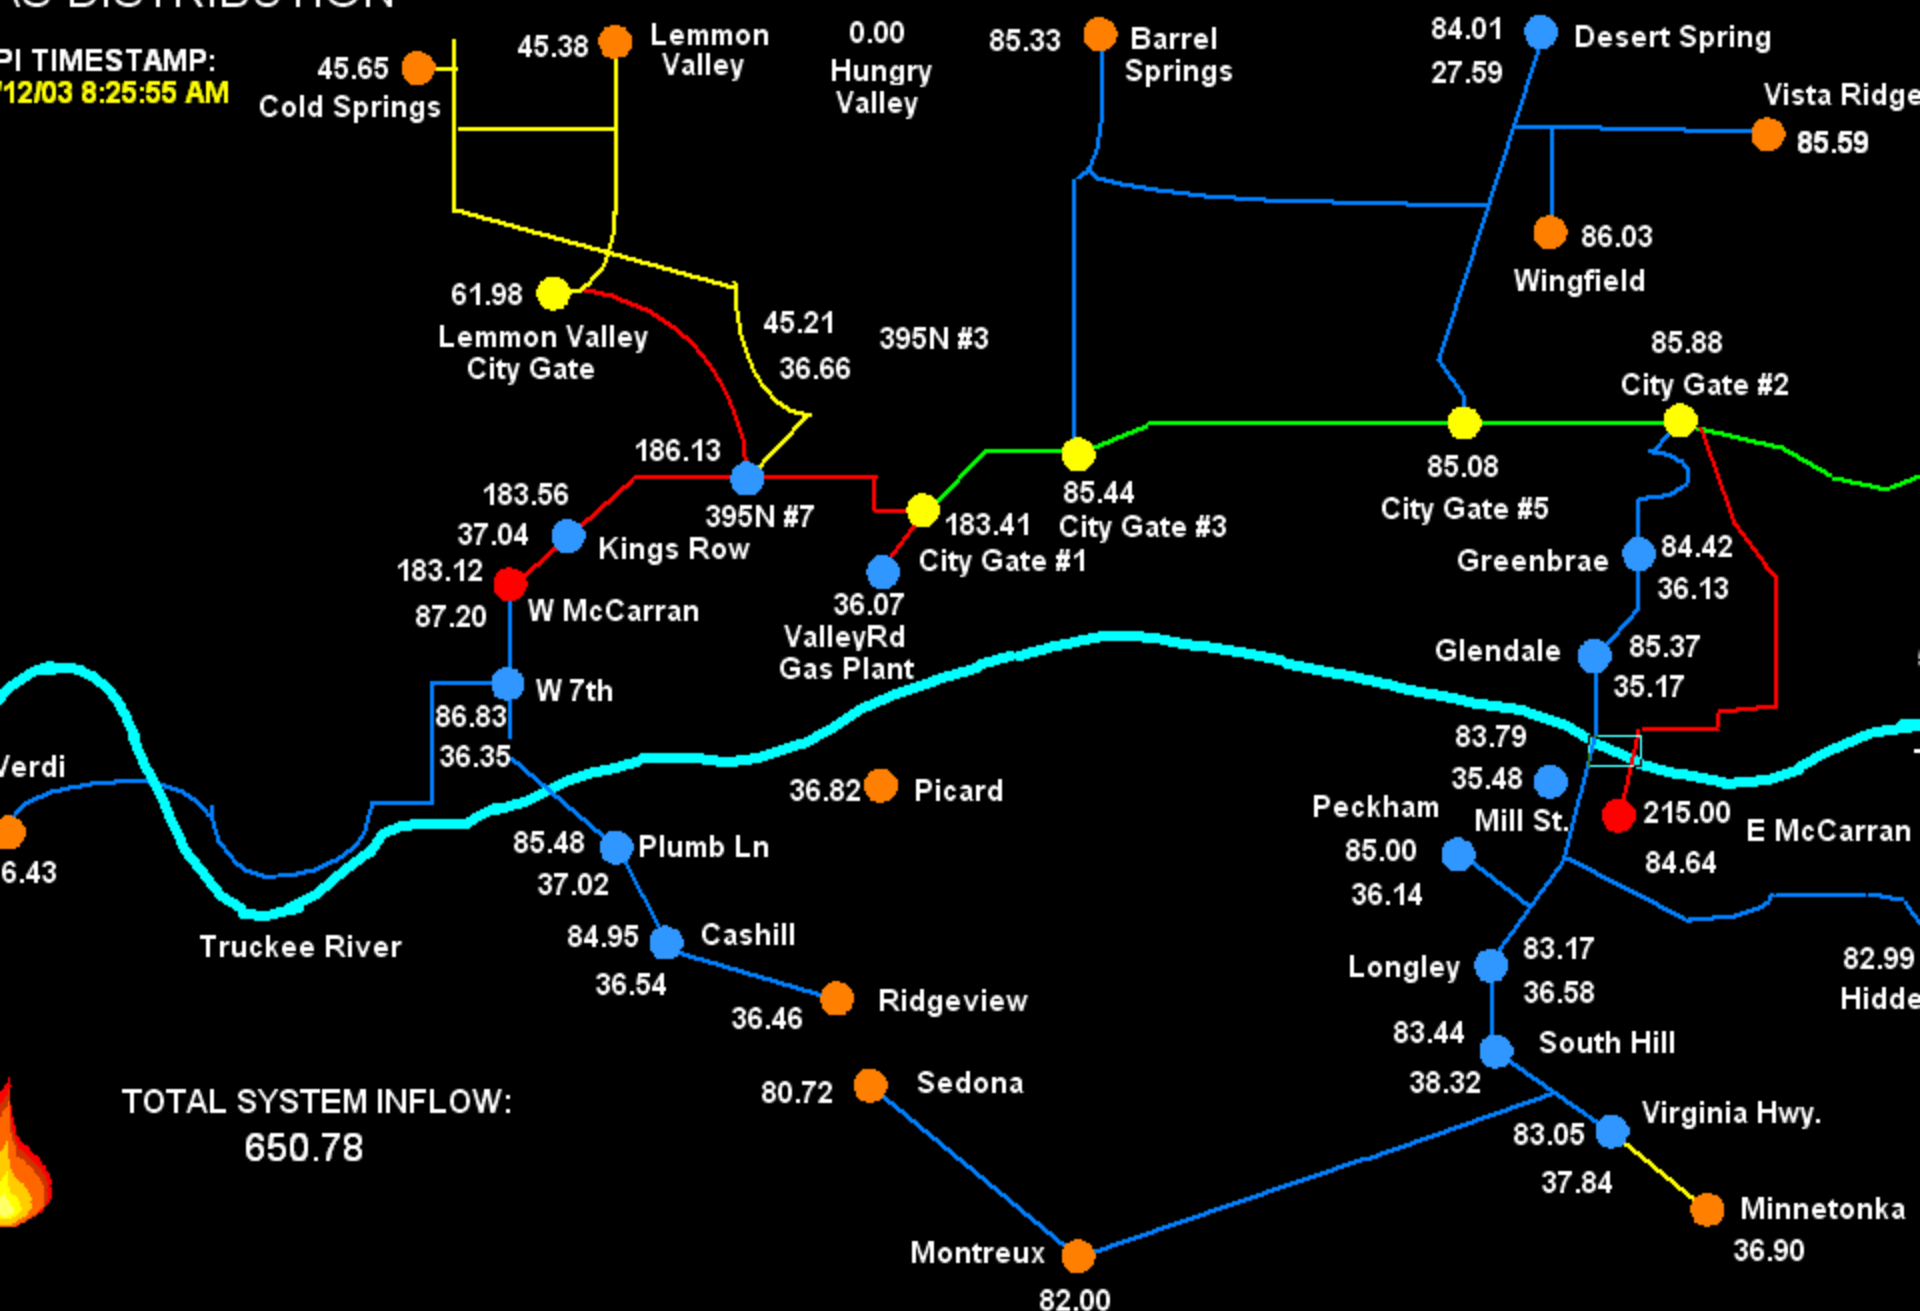 AS DISTRIBUTION
PI TIMESTAMP:
/12/03 8:25:55 AM
45.65
Cold Springs
45.38
Lemmon
Valley
0.00
Hungry
Valley
85.33
Barrel
Springs
84.01
27.59
Desert Spring
Vista Ridge
85.59
86.03
Wingfield
61.98
Lemmon Valley
City Gate
45.21
36.66
395N #3
85.88
City Gate #2
186.13
395N #7
183.56
37.04
Kings Row
183.12
87.20
W McCarran
183.41
City Gate #1
85.44
City Gate #3
85.08
City Gate #5
36.07
ValleyRd
Gas Plant
Greenbrae
84.42
36.13
Glendale
85.37
35.17
W 7th
86.83
36.35
Verdi
6.43
36.82
Picard
83.79
35.48
Mill St.
Peckham
85.00
36.14
215.00
84.64
E McCarran
85.48
37.02
Plumb Ln
84.95
36.54
Cashill
Truckee River
36.46
Ridgeview
Longley
83.17
36.58
82.99
Hidde
83.44
38.32
South Hill
TOTAL SYSTEM INFLOW:
650.78
80.72
Sedona
Virginia Hwy.
83.05
37.84
Minnetonka
36.90
Montreux
82.00